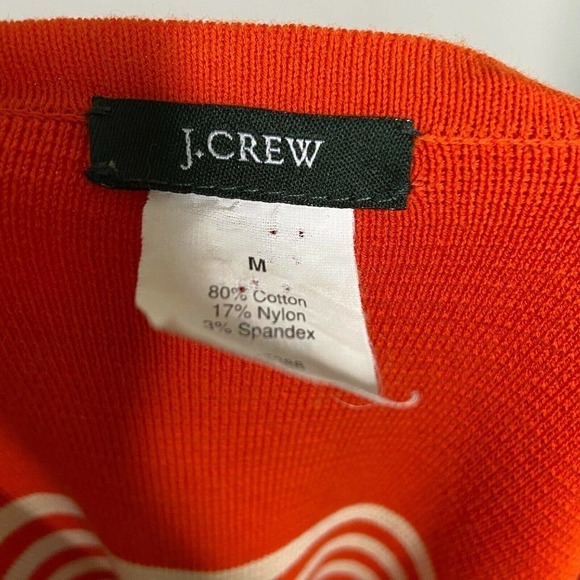 J.CREW
M
80% Cotton
17% Nylon
3% Spandex